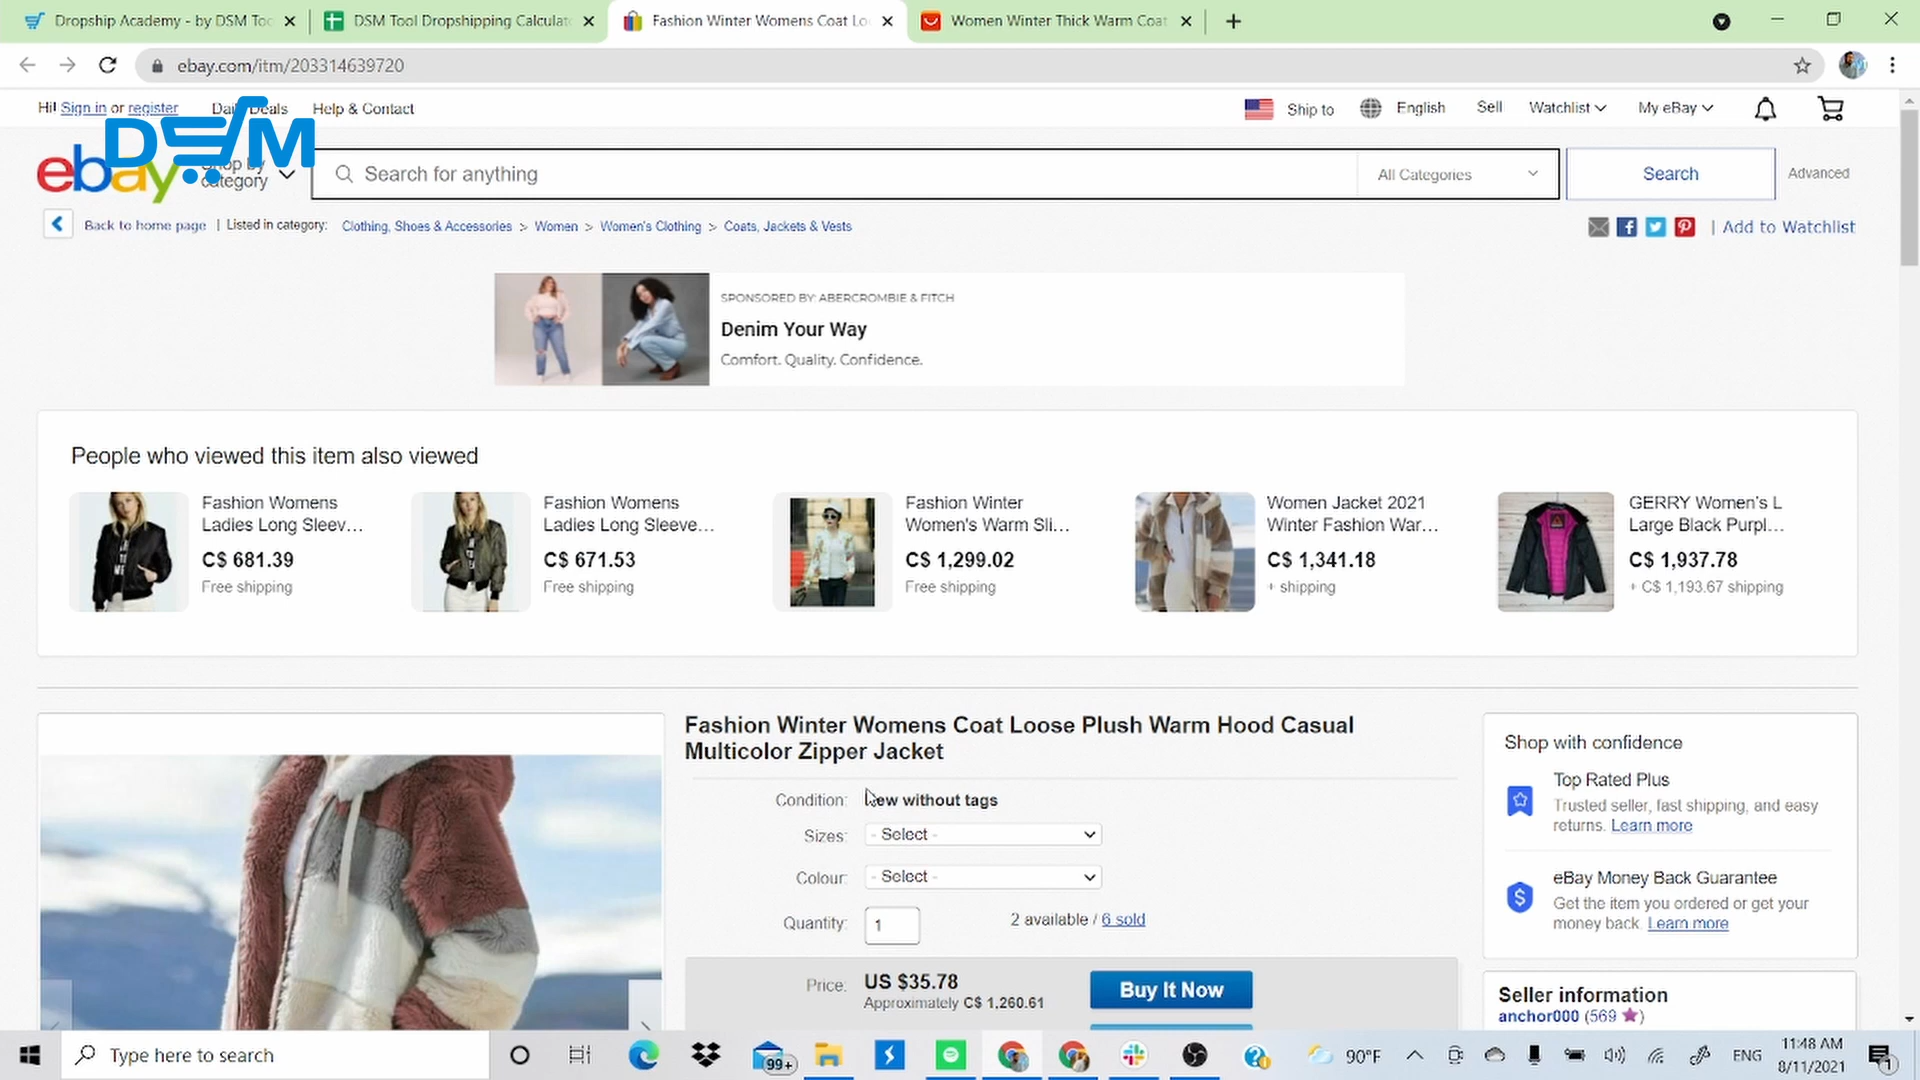 Dropship Academy - by DSM Too
DSM Tool Dropshipping Calculat
Fashion Winter Womens Coat Lo
Women Winter Thick Warm Coat
ebay.com/itm/203314639720
Hi! Sign in or register
Daily Deals
Help & Contact
Ship to
English
Sell
Watchlist
My eBay
DSM
ebay
Shop by
category
Search for anything
All Categories
Search
Advanced
Back to home page | Listed in category: Clothing, Shoes & Accessories > Women > Women's Clothing > Coats, Jackets & Vests
| Add to Watchlist
SPONSORED BY: ABERCROMBIE & FITCH
Denim Your Way
Comfort. Quality. Confidence.
People who viewed this item also viewed
Fashion Womens
Ladies Long Sleev...
C$ 681.39
Free shipping
Fashion Womens
Ladies Long Sleeve...
C$ 671.53
Free shipping
Fashion Winter
Women's Warm Sli...
C$ 1,299.02
Free shipping
Women Jacket 2021
Winter Fashion War...
C$ 1,341.18
+ shipping
GERRY Women's L
Large Black Purpl...
C$ 1,937.78
+ C$ 1,193.67 shipping
Fashion Winter Womens Coat Loose Plush Warm Hood Casual
Multicolor Zipper Jacket
Condition: New without tags
Sizes: - Select -
Colour: - Select -
Quantity: 1
2 available / 6 sold
Price: US $35.78
Approximately C$ 1,260.61
Buy It Now
Shop with confidence
Top Rated Plus
Trusted seller, fast shipping, and easy
returns. Learn more
eBay Money Back Guarantee
Get the item you ordered or get your
money back. Learn more
Seller information
anchor000 (569 ★)
Type here to search
99+
90°F
ENG
11:48 AM
8/11/2021
1